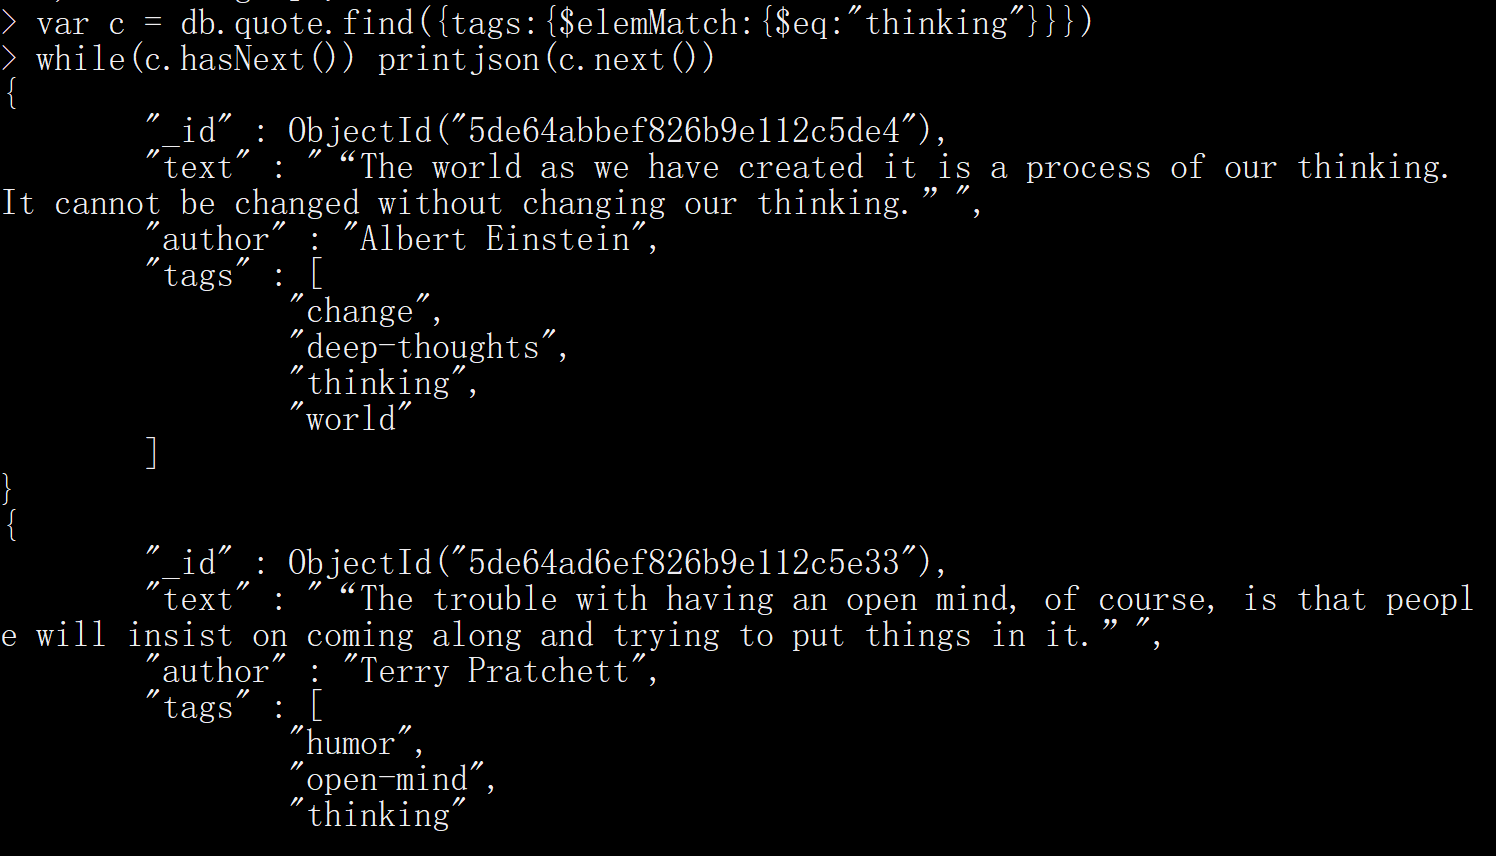 > var c = db.quote.find({tags:{$elemMatch:{$eq:"thinking"}}})
> while(c.hasNext()) printjson(c.next())
{
"_id" : ObjectId("5de64abbef826b9e112c5de4"),
"text" : "“The world as we have created it is a process of our thinking.
It cannot be changed without changing our thinking.”",
"author" : "Albert Einstein",
"tags" : [
"change",
"deep-thoughts",
"thinking",
"world"
]
}
{
"_id" : ObjectId("5de64ad6ef826b9e112c5e33"),
"text" : "“The trouble with having an open mind, of course, is that peopl
e will insist on coming along and trying to put things in it.”",
"author" : "Terry Pratchett",
"tags" : [
"humor",
"open-mind",
"thinking"